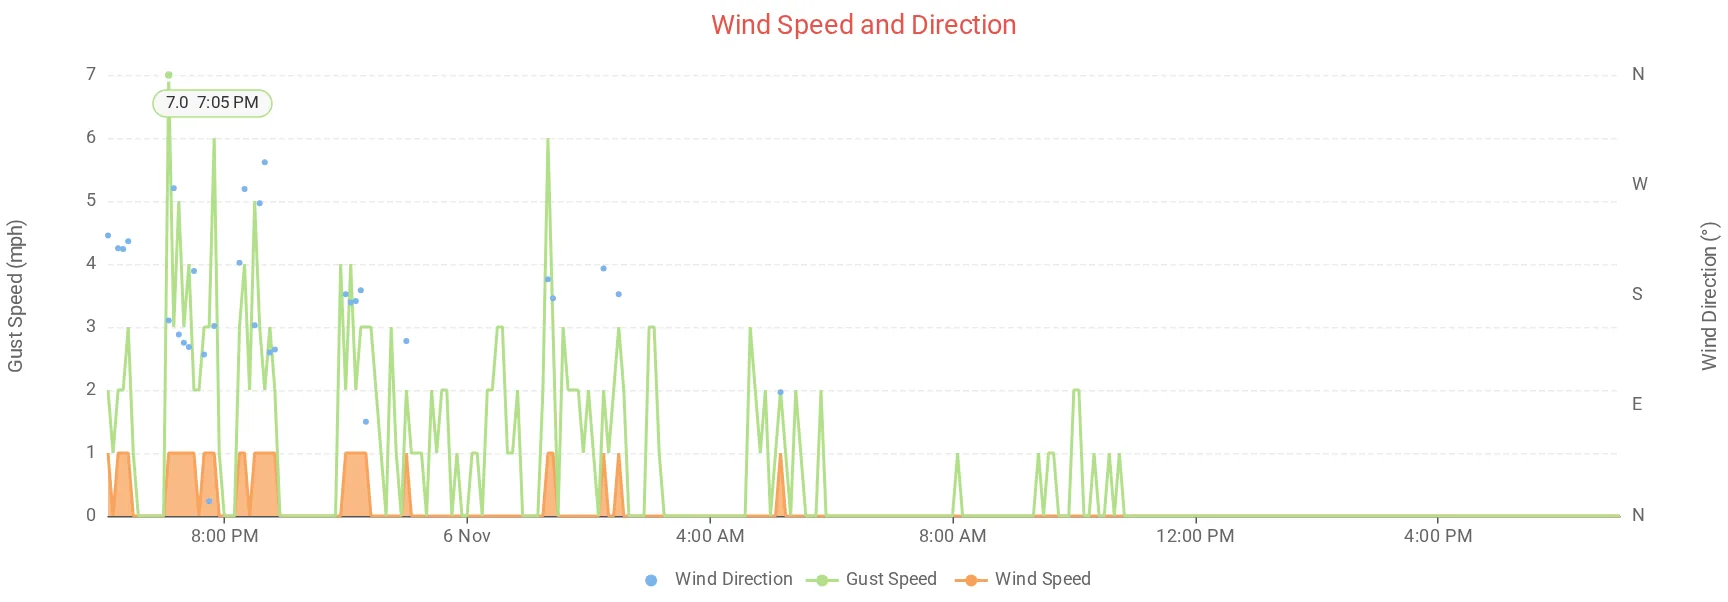 Wind Speed and Direction
7
6
5
4
3
2
1
0
Gust Speed (mph)
7.0 7:05 PM
N
W
S
E
N
Wind Direction (°)
8:00 PM 6 Nov 4:00 AM 8:00 AM 12:00 PM 4:00 PM
Wind Direction Gust Speed Wind Speed